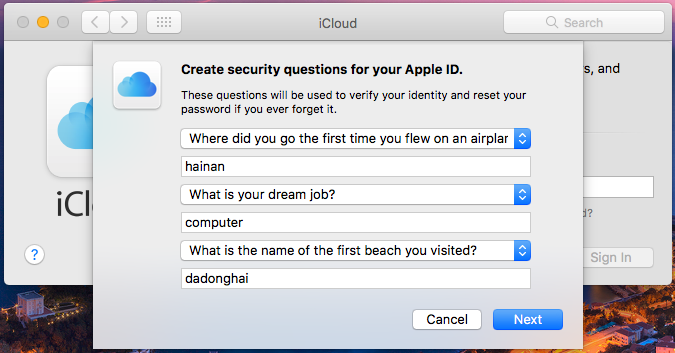 iCloud
Search
Create security questions for your Apple ID.
s, and
These questions will be used to verify your identity and reset your
password if you ever forget it.
Where did you go the first time you flew on an airplar
hainan
What is your dream job?
iClo
computer
d?
What is the name of the first beach you visited?
?
Sign In
dadonghai
Cancel
Next